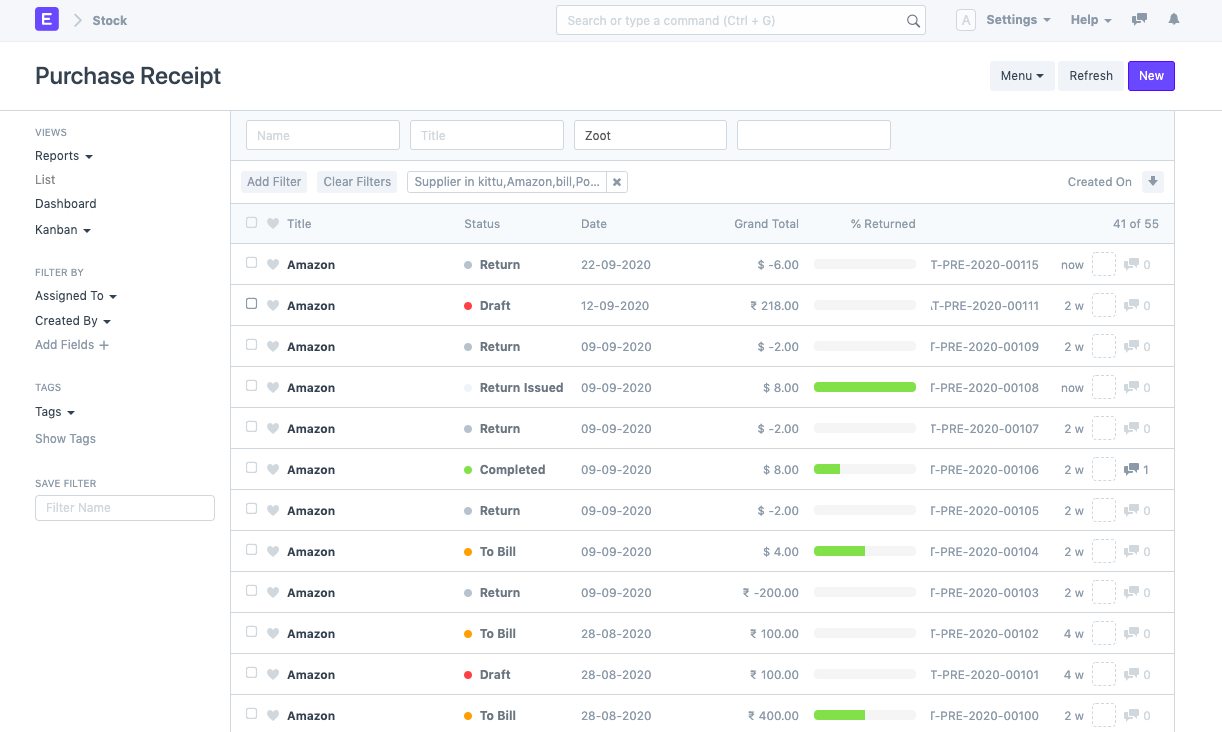 E Stock Search or type a command (Ctrl + G) A Settings Help
Purchase Receipt Menu Refresh New
VIEWS
Reports
List
Dashboard
Kanban
FILTER BY
Assigned To
Created By
Add Fields
TAGS
Tags
Show Tags
SAVE FILTER
Filter Name
Name Title Zoot
Add Filter Clear Filters Supplier in kittu,Amazon,bill,Po... Created On
Title Status Date Grand Total % Returned 41 of 55
Amazon Return 22-09-2020 $ -6.00 T-PRE-2020-00115 now 0
Amazon Draft 12-09-2020 ₹ 218.00 T-PRE-2020-00111 2 w 0
Amazon Return 09-09-2020 $ -2.00 T-PRE-2020-00109 2 w 0
Amazon Return Issued 09-09-2020 $ 8.00 T-PRE-2020-00108 now 0
Amazon Return 09-09-2020 $ -2.00 T-PRE-2020-00107 2 w 0
Amazon Completed 09-09-2020 $ 8.00 T-PRE-2020-00106 2 w 1
Amazon Return 09-09-2020 $ -2.00 T-PRE-2020-00105 2 w 0
Amazon To Bill 09-09-2020 $ 4.00 T-PRE-2020-00104 2 w 0
Amazon Return 09-09-2020 ₹ -200.00 T-PRE-2020-00103 2 w 0
Amazon To Bill 28-08-2020 ₹ 100.00 T-PRE-2020-00102 4 w 0
Amazon Draft 28-08-2020 ₹ 100.00 T-PRE-2020-00101 4 w 0
Amazon To Bill 28-08-2020 ₹ 400.00 T-PRE-2020-00100 2 w 0